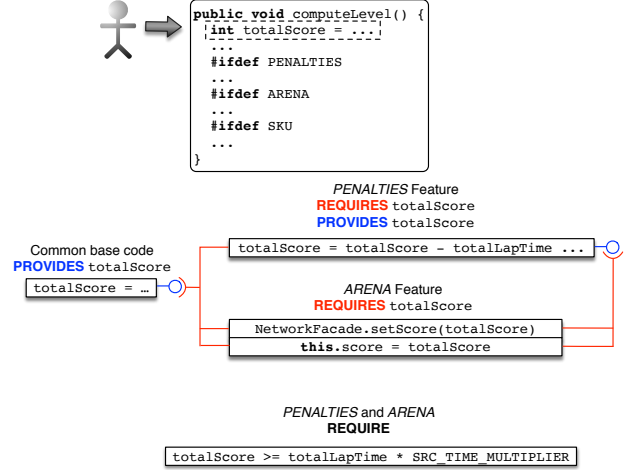 public void computeLevel() {
int totalScore = ...
...
#ifdef PENALTIES
...
#ifdef ARENA
...
#ifdef SKU
...
}
PENALTIES Feature
REQUIRES totalScore
PROVIDES totalScore
totalScore = totalScore - totalLapTime ...
Common base code
PROVIDES totalScore
totalScore = …
ARENA Feature
REQUIRES totalScore
NetworkFacade.setScore(totalScore)
this.score = totalScore
PENALTIES and ARENA
REQUIRE
totalScore >= totalLapTime * SRC_TIME_MULTIPLIER